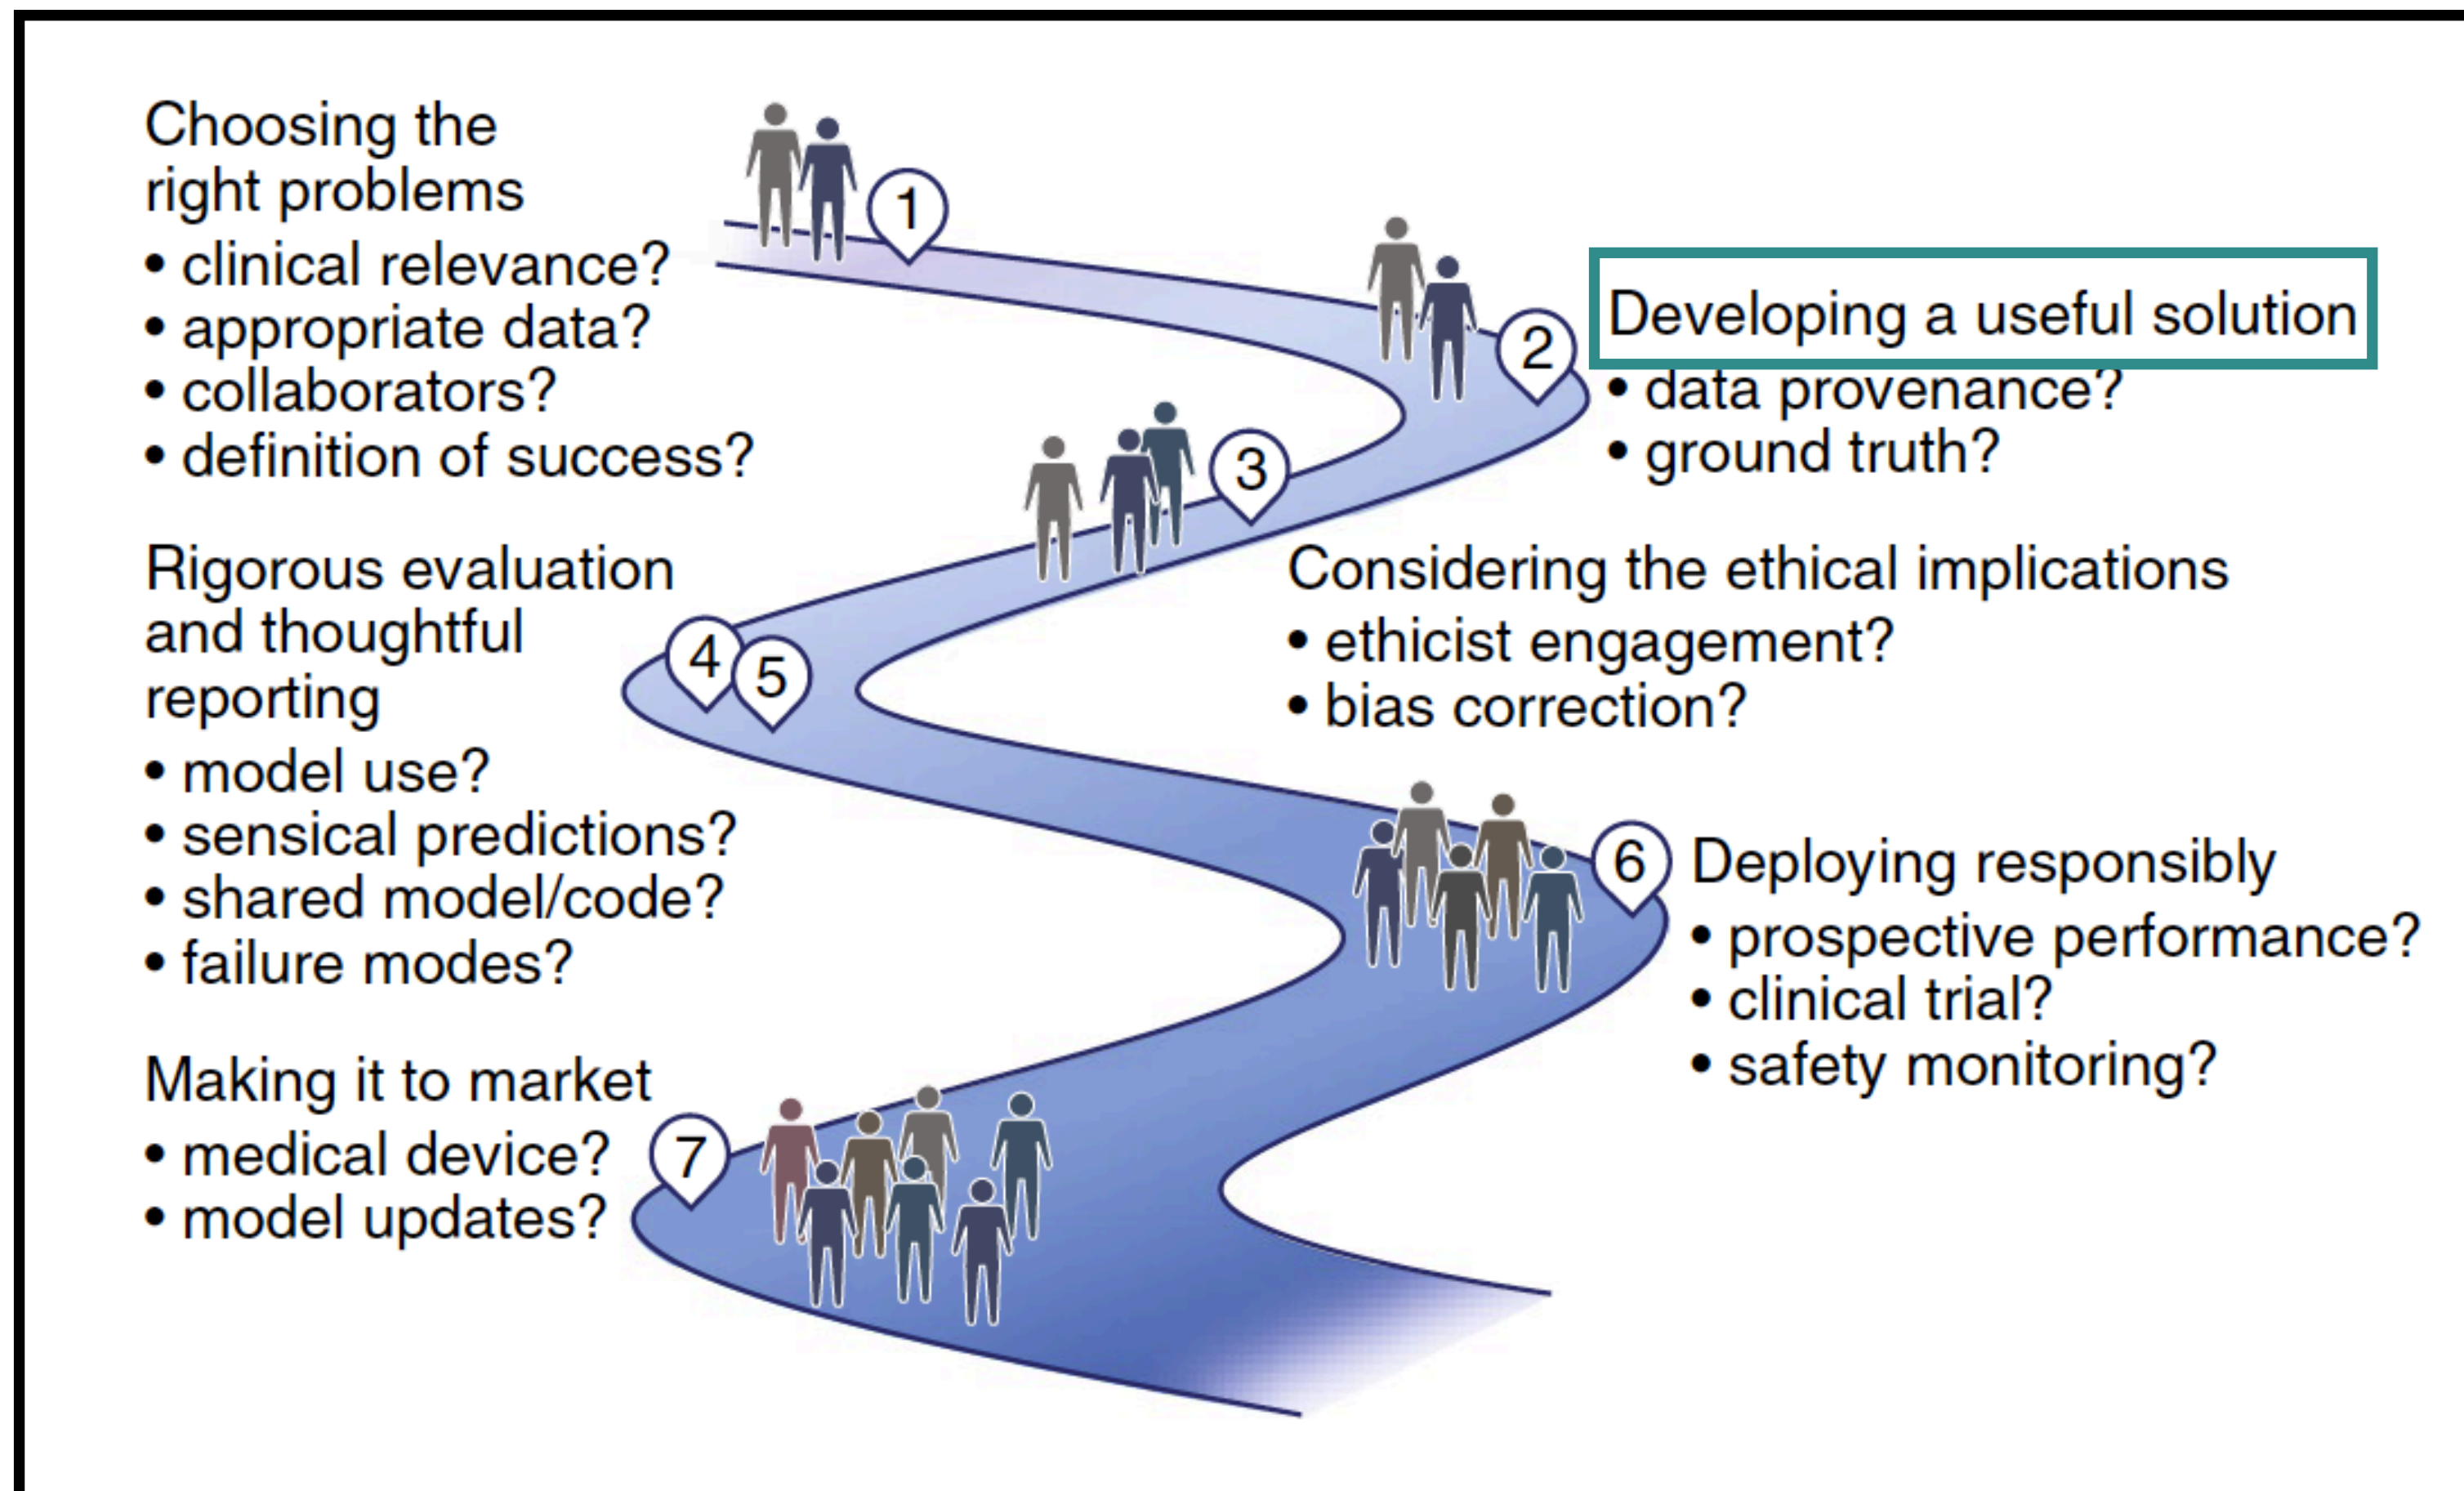 Choosing the
right problems
• clinical relevance?
• appropriate data?
• collaborators?
• definition of success?
1
2
Developing a useful solution
• data provenance?
• ground truth?
3
Considering the ethical implications
• ethicist engagement?
• bias correction?
Rigorous evaluation
and thoughtful
reporting
• model use?
• sensical predictions?
• shared model/code?
• failure modes?
4
5
6
Deploying responsibly
• prospective performance?
• clinical trial?
• safety monitoring?
Making it to market
• medical device?
• model updates?
7